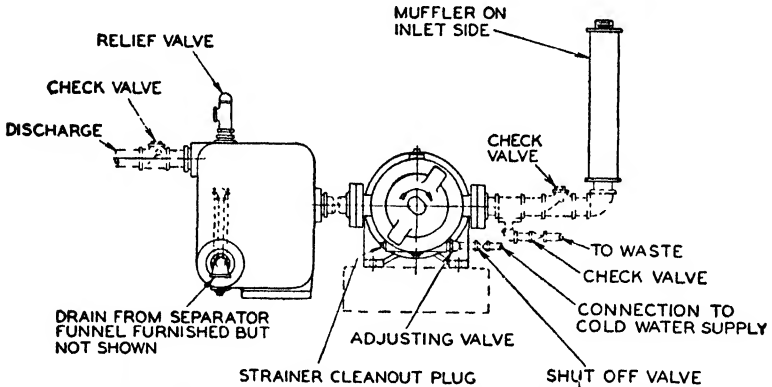 MUFFLER ON
INLET SIDE
RELIEF VALVE
CHECK VALVE
DISCHARGE
CHECK
VALVE
TO WASTE
CHECK VALVE
CONNECTION TO
COLD WATER SUPPLY
DRAIN FROM SEPARATOR
FUNNEL FURNISHED BUT
NOT SHOWN
ADJUSTING VALVE
STRAINER CLEANOUT PLUG
SHUT OFF VALVE